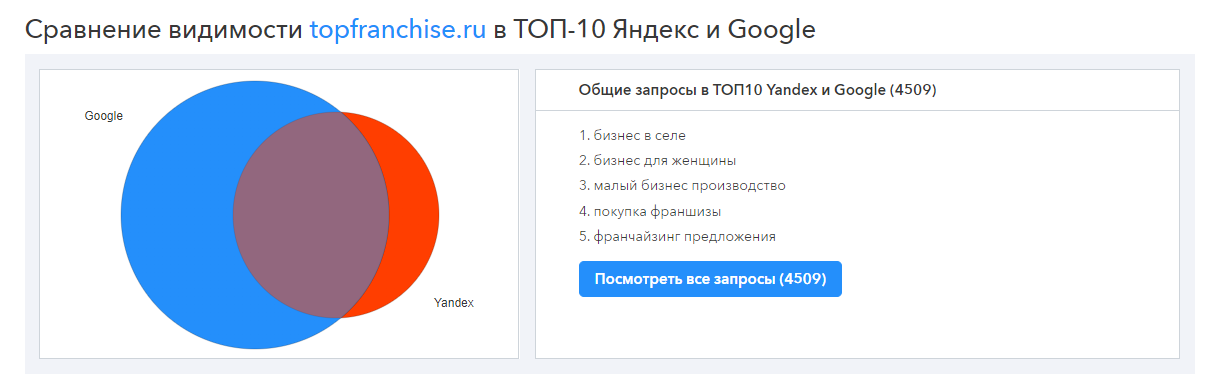 Сравнение видимости topfranchise.ru в ТОП-10 Яндекс и Google
Google
Yandex
Общие запросы в ТОП10 Yandex и Google (4509)
1. бизнес в селе
2. бизнес для женщины
3. малый бизнес производство
4. покупка франшизы
5. франчайзинг предложения
Посмотреть все запросы (4509)